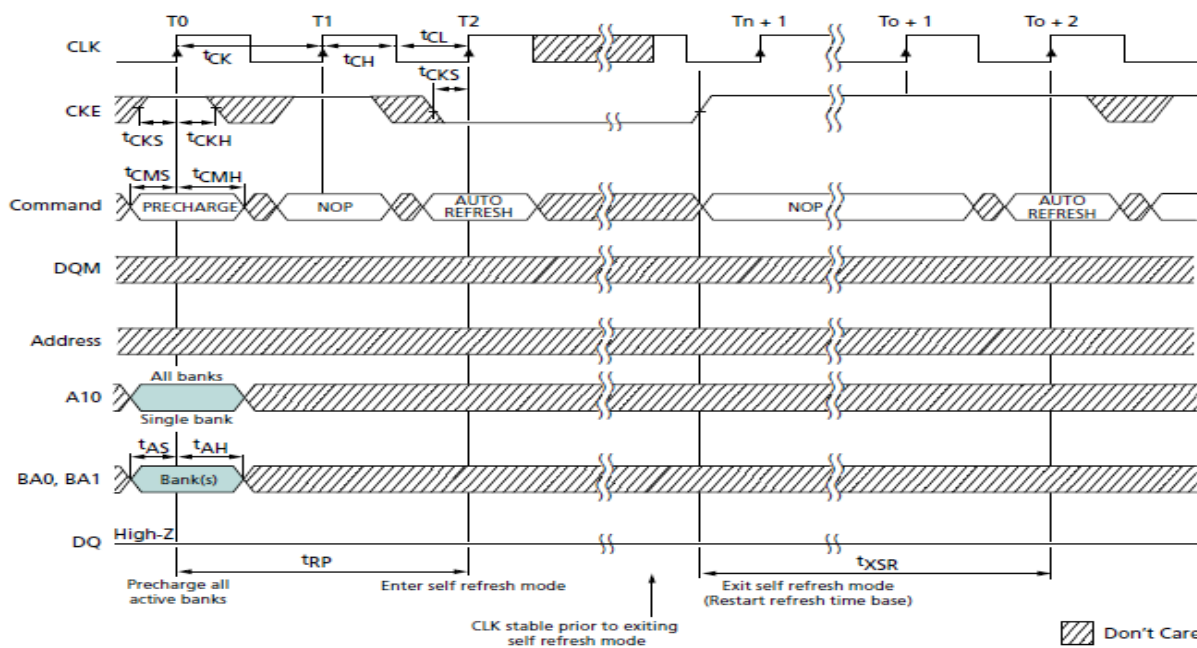 T0 T1 T2 Tn + 1 To + 1 To + 2
CLK
tCK tCH tCL
tCKS
CKE
tCKS tCKH
tCMS tCMH
Command PRECHARGE NOP AUTO REFRESH NOP AUTO REFRESH
DQM
Address
All banks
A10
Single bank
tAS tAH
BA0, BA1 Bank(s)
High-Z
DQ
tRP tXSR
Precharge all active banks
Enter self refresh mode
Exit self refresh mode
(Restart refresh time base)
CLK stable prior to exiting
self refresh mode
Don't Care